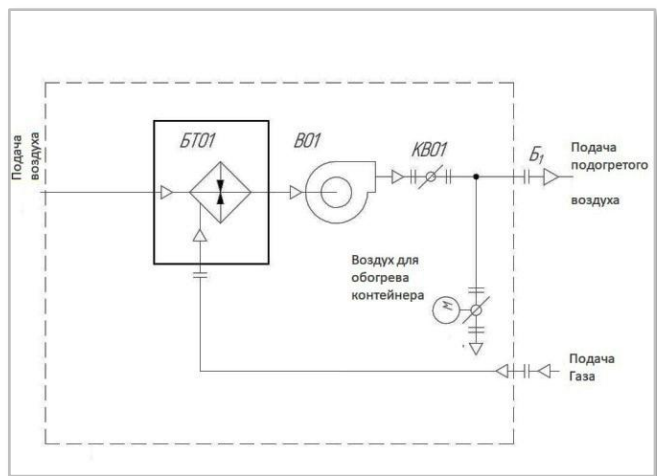 БТ01
В01
КВ01
Б₁
Подача
воздуха
Подача
подогретого
воздуха
Воздух для
обогрева
контейнера
М
Подача
Газа